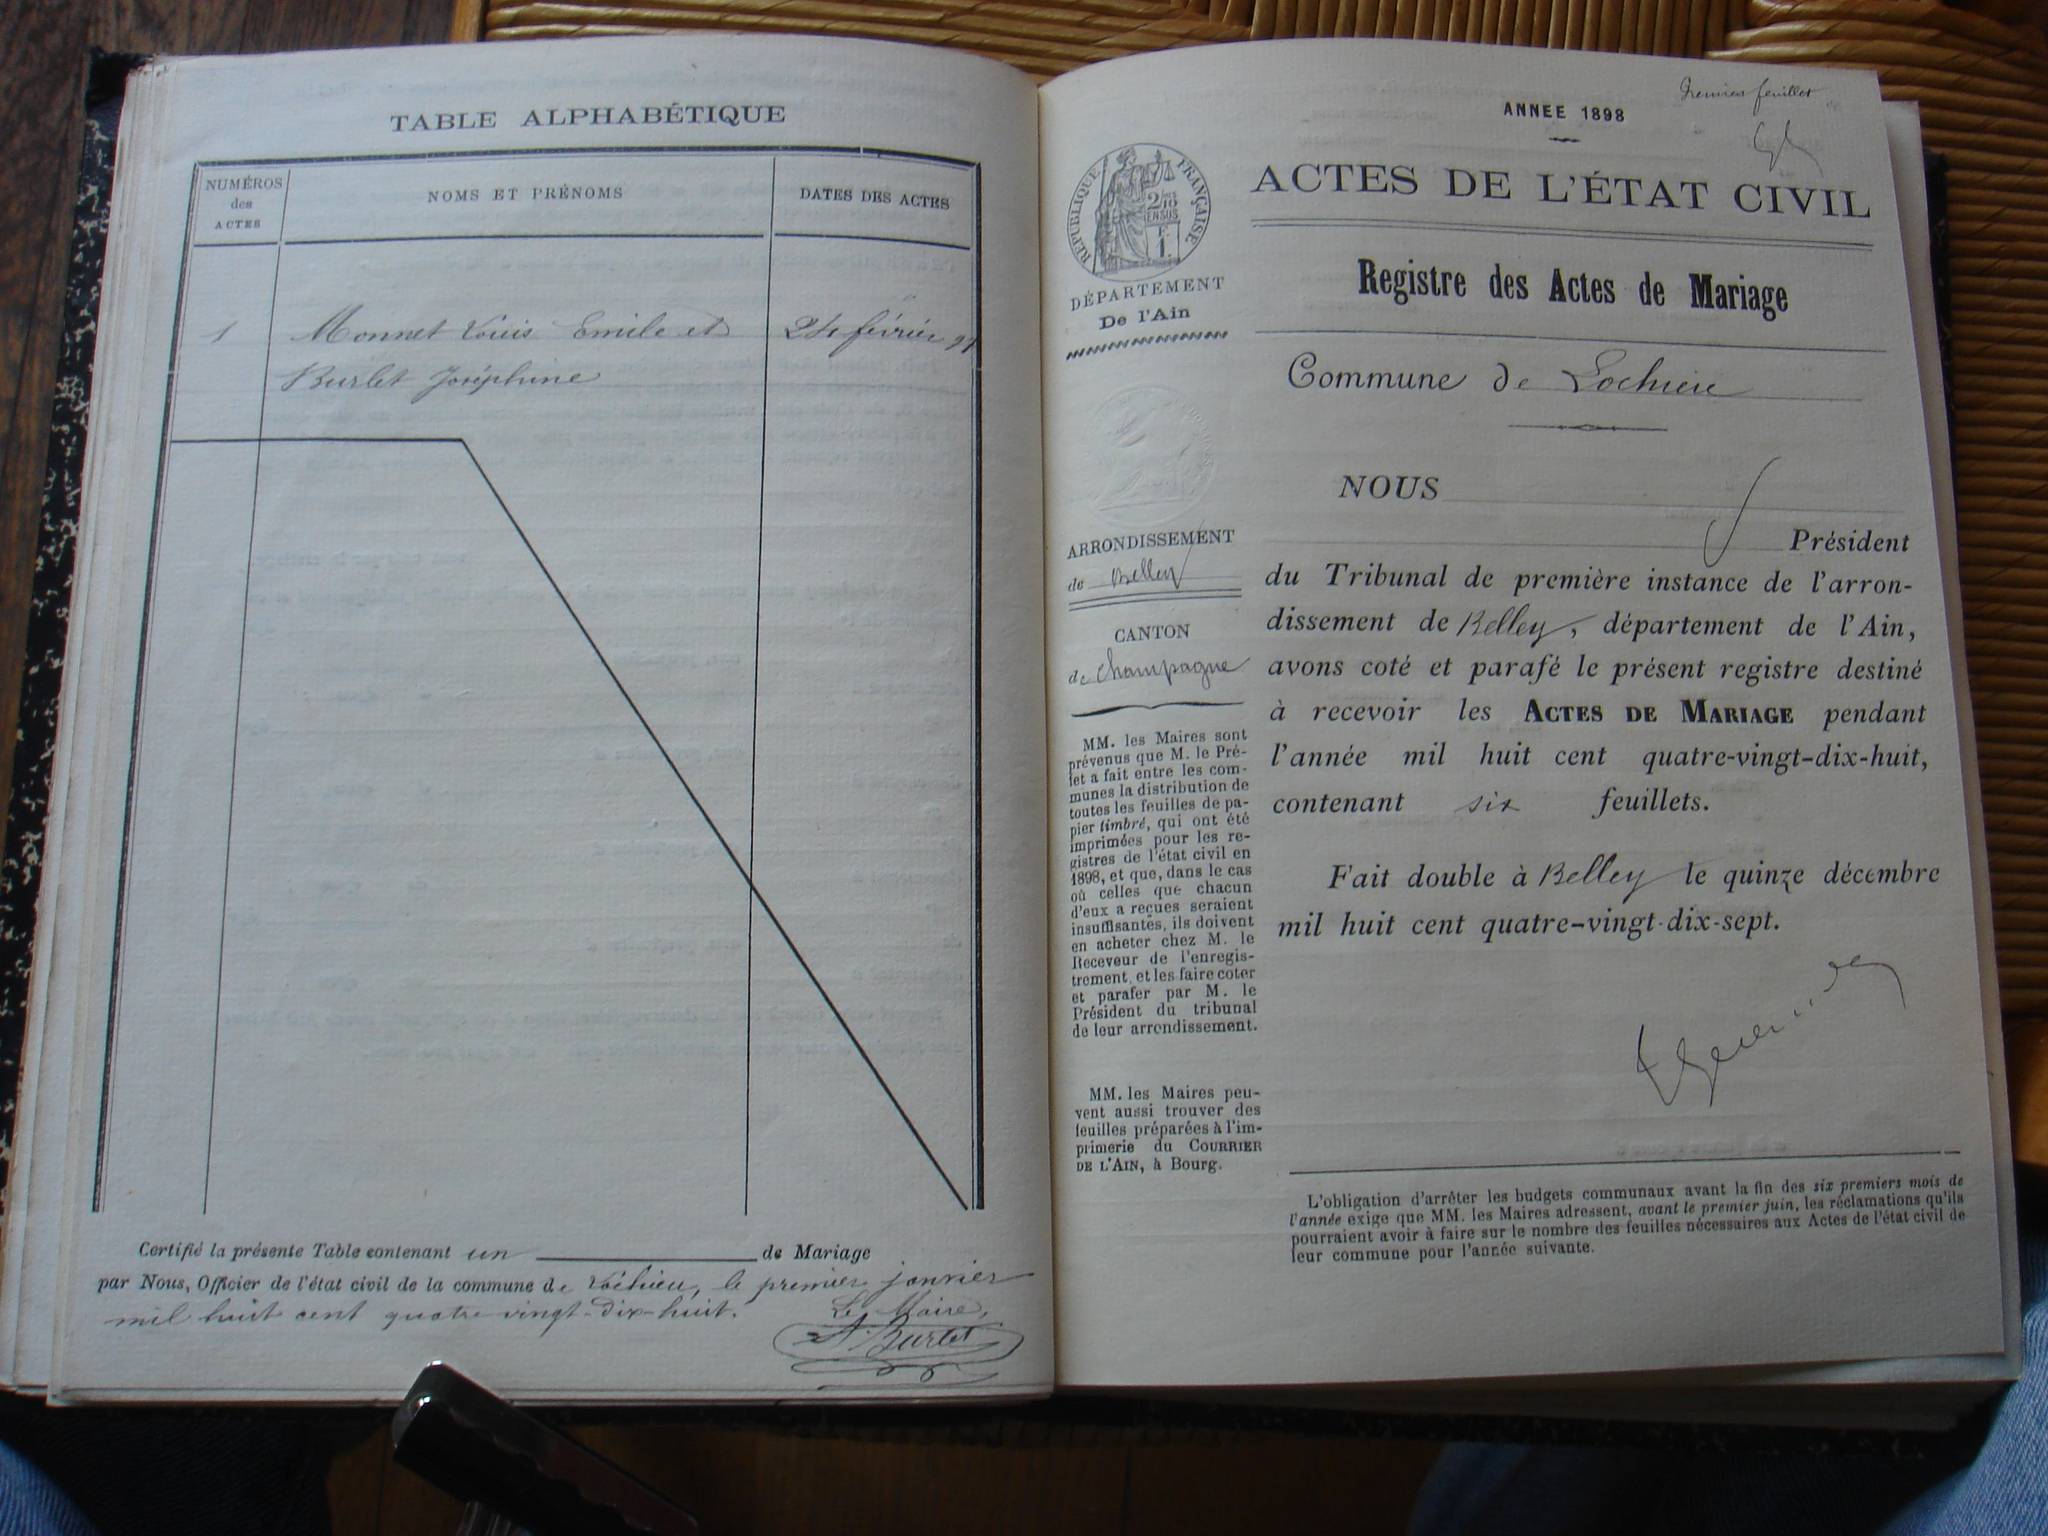 TABLE ALPHABÉTIQUE
NUMÉROS
des
ACTES
NOMS ET PRÉNOMS
DATES DES ACTES
1 Monnet Louis Emile et 24 février 97
Burlet Joséphine
Certifié la présente Table contenant un de Mariage
par Nous, Officier de l'état civil de la commune de Lochieu, le premier janvier
mil huit cent quatre vingt-dix-huit. Le Maire,
A. Burlet
Premier feuillet
ANNÉE 1898
ACTES DE L'ÉTAT CIVIL
RÉPUBLIQUE FRANÇAISE
2/10
EN SUS
1
DÉPARTEMENT
De l'Ain
ARRONDISSEMENT
de Belley
CANTON
de Champagne
MM. les Maires sont
prévenus que M. le Pré-
fet a fait entre les com-
munes la distribution de
toutes les feuilles de pa-
pier timbré, qui ont été
imprimées pour les re-
gistres de l'état civil en
1898, et que, dans le cas
où celles que chacun
d'eux a reçues seraient
insuffisantes, ils doivent
en acheter chez M. le
Receveur de l'enregis-
trement, et les faire coter
et parafer par M. le
Président du tribunal
de leur arrondissement.
MM. les Maires peu-
vent aussi trouver des
feuilles préparées à l'im-
primerie du COURRIER
DE L'AIN, à Bourg.
Registre des Actes de Mariage
Commune de Lochieu
NOUS
Président
du Tribunal de première instance de l'arron-
dissement de Belley, département de l'Ain,
avons coté et parafé le présent registre destiné
à recevoir les ACTES DE MARIAGE pendant
l'année mil huit cent quatre-vingt-dix-huit,
contenant six feuillets.
Fait double à Belley le quinze décembre
mil huit cent quatre-vingt-dix-sept.
L'obligation d'arrêter les budgets communaux avant la fin des six premiers mois de
l'année exige que MM. les Maires adressent, avant le premier juin, les réclamations qu'ils
pourraient avoir à faire sur le nombre des feuilles nécessaires aux Actes de l'état civil de
leur commune pour l'année suivante.